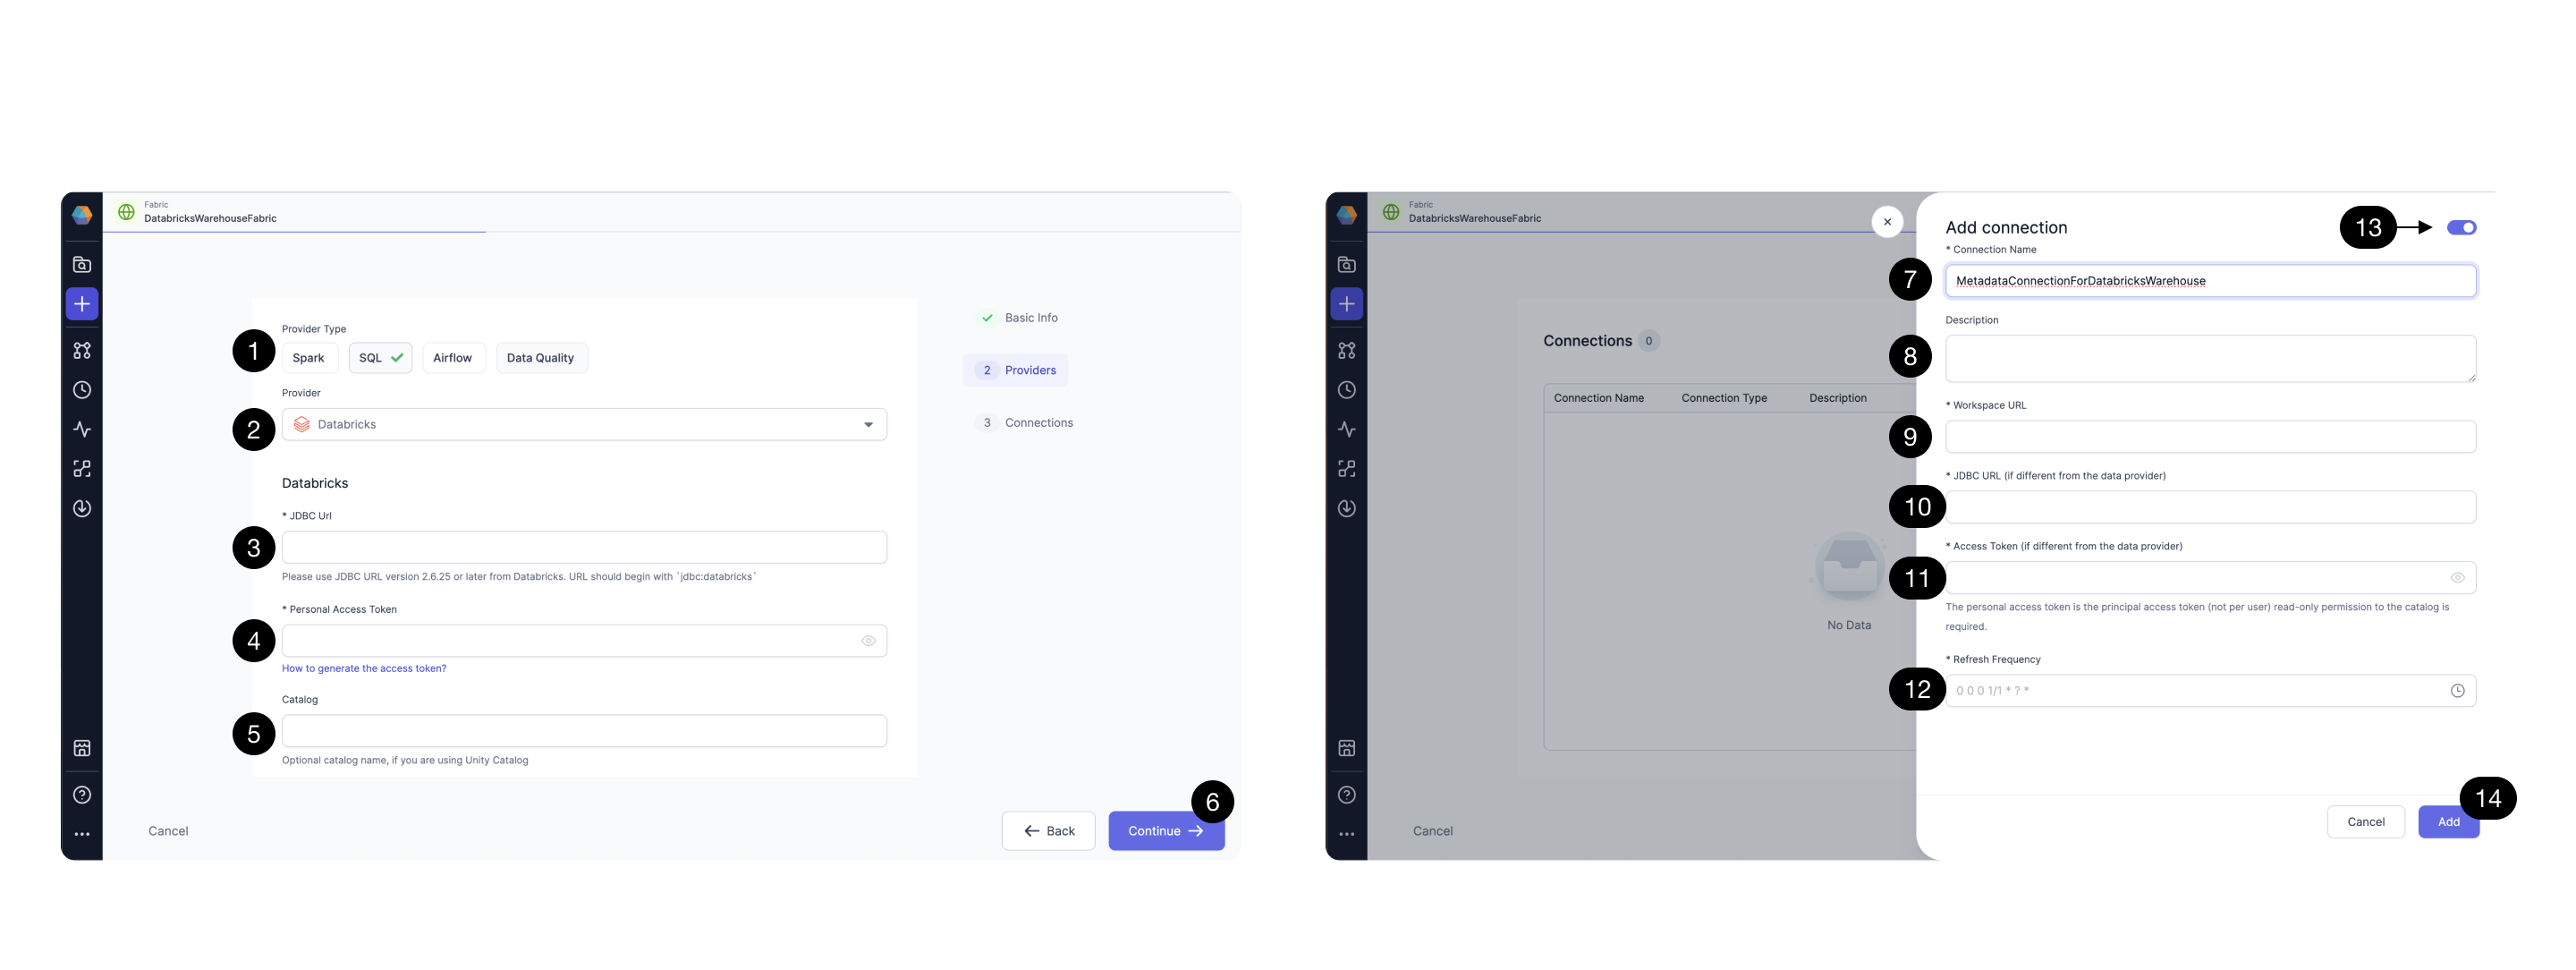 Fabric
DatabricksWarehouseFabric
Provider Type
1
Spark
SQL
Airflow
Data Quality
Provider
2
Databricks
Databricks
* JDBC Url
3
Please use JDBC URL version 2.6.25 or later from Databricks. URL should begin with `jdbc:databricks`
* Personal Access Token
4
How to generate the access token?
Catalog
5
Optional catalog name, if you are using Unity Catalog
Basic Info
2 Providers
3 Connections
6
Cancel
Back
Continue
Fabric
DatabricksWarehouseFabric
Connections 0
Connection Name
Connection Type
Description
No Data
Cancel
Add connection
13
* Connection Name
7
MetadataConnectionForDatabricksWarehouse
Description
8
* Workspace URL
9
* JDBC URL (if different from the data provider)
10
* Access Token (if different from the data provider)
11
The personal access token is the principal access token (not per user) read-only permission to the catalog is
required.
* Refresh Frequency
12
0 0 0 1/1 * ? *
14
Cancel
Add